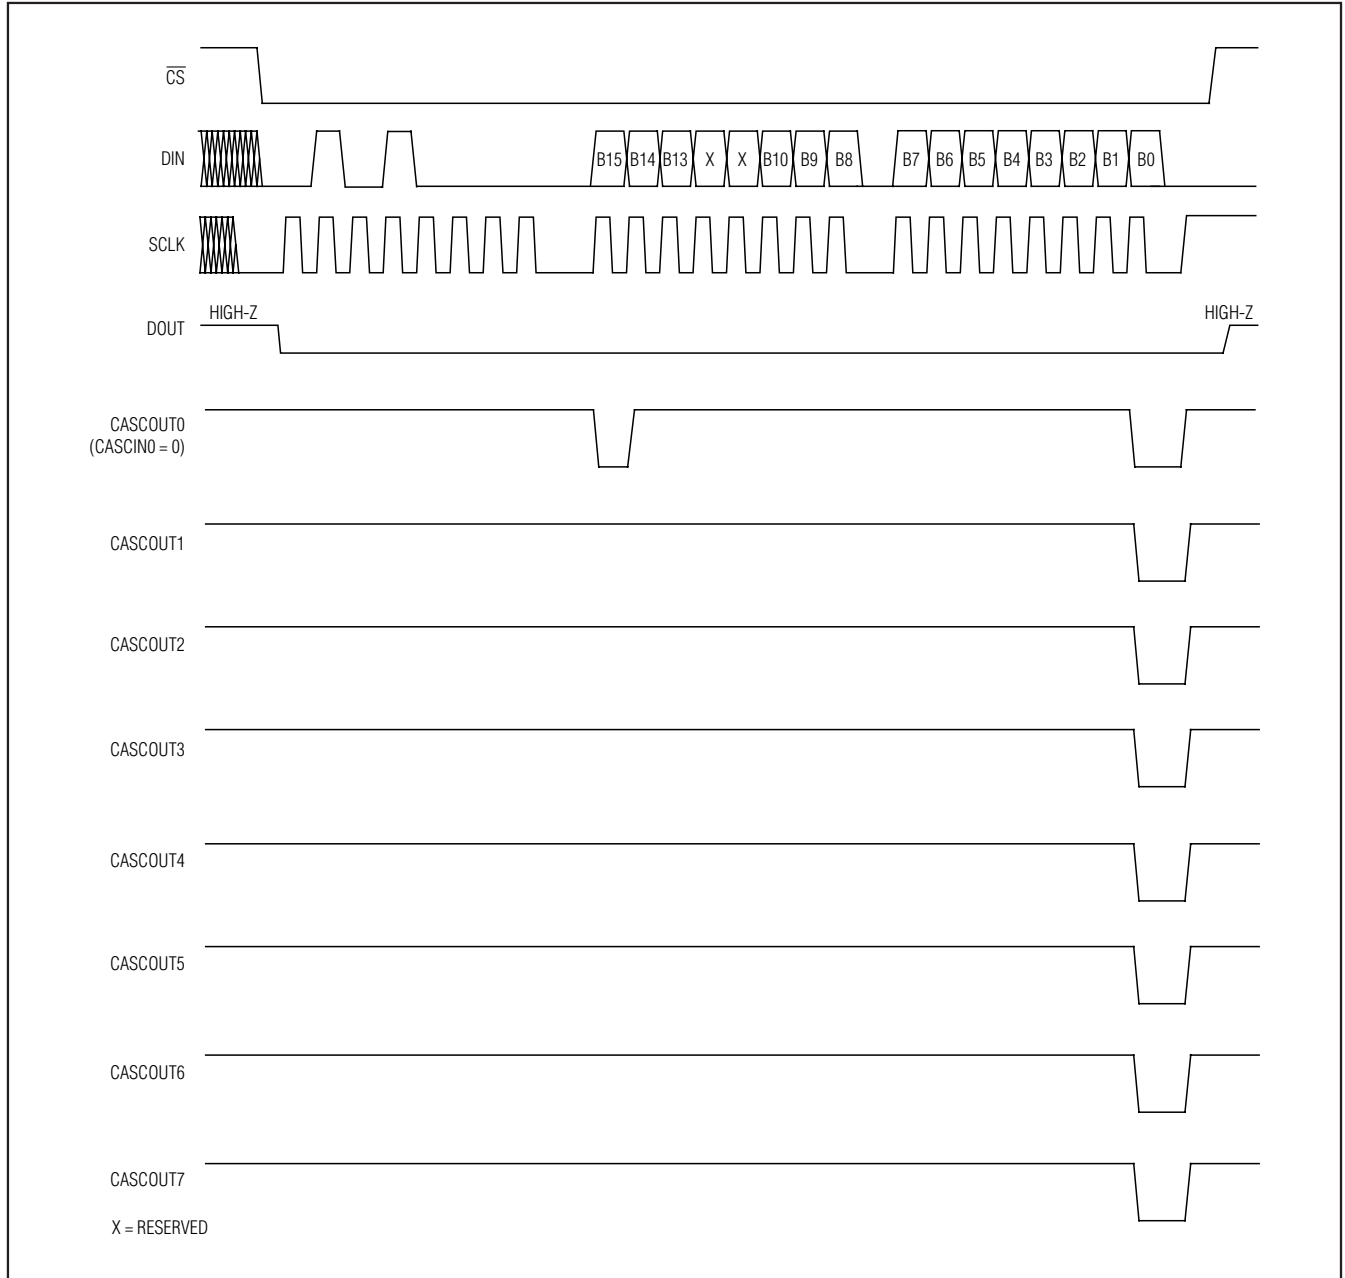 C̅S̅
DIN
B15 B14 B13 X X B10 B9 B8 B7 B6 B5 B4 B3 B2 B1 B0
SCLK
HIGH-Z
HIGH-Z
DOUT
CASCOUT0
(CASCIN0 = 0)
CASCOUT1
CASCOUT2
CASCOUT3
CASCOUT4
CASCOUT5
CASCOUT6
CASCOUT7
X = RESERVED